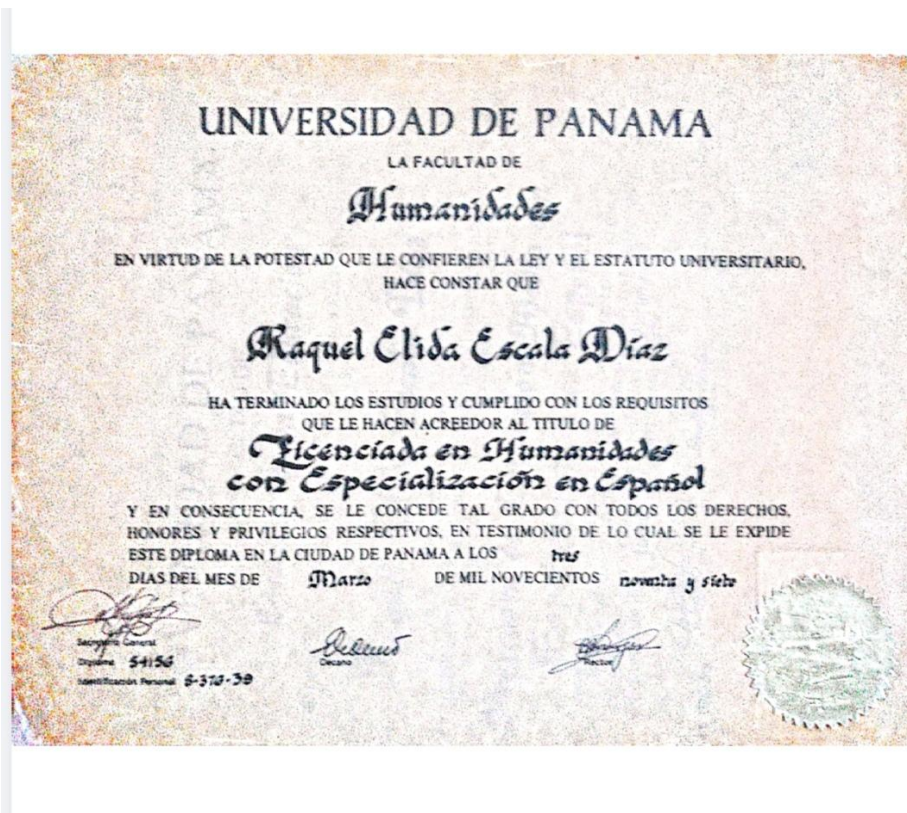 UNIVERSIDAD DE PANAMA
LA FACULTAD DE
Humanidades
EN VIRTUD DE LA POTESTAD QUE LE CONFIEREN LA LEY Y EL ESTATUTO UNIVERSITARIO,
HACE CONSTAR QUE
Raquel Elida Escala Díaz
HA TERMINADO LOS ESTUDIOS Y CUMPLIDO CON LOS REQUISITOS
QUE LE HACEN ACREEDOR AL TITULO DE
Licenciada en Humanidades
con Especialización en Español
Y EN CONSECUENCIA, SE LE CONCEDE TAL GRADO CON TODOS LOS DERECHOS,
HONORES Y PRIVILEGIOS RESPECTIVOS, EN TESTIMONIO DE LO CUAL SE LE EXPIDE
ESTE DIPLOMA EN LA CIUDAD DE PANAMA A LOS tres
DIAS DEL MES DE Marzo DE MIL NOVECIENTOS noventa y siete
Secretario General
Decano
Rector
Diploma 54156
Identificación Personal